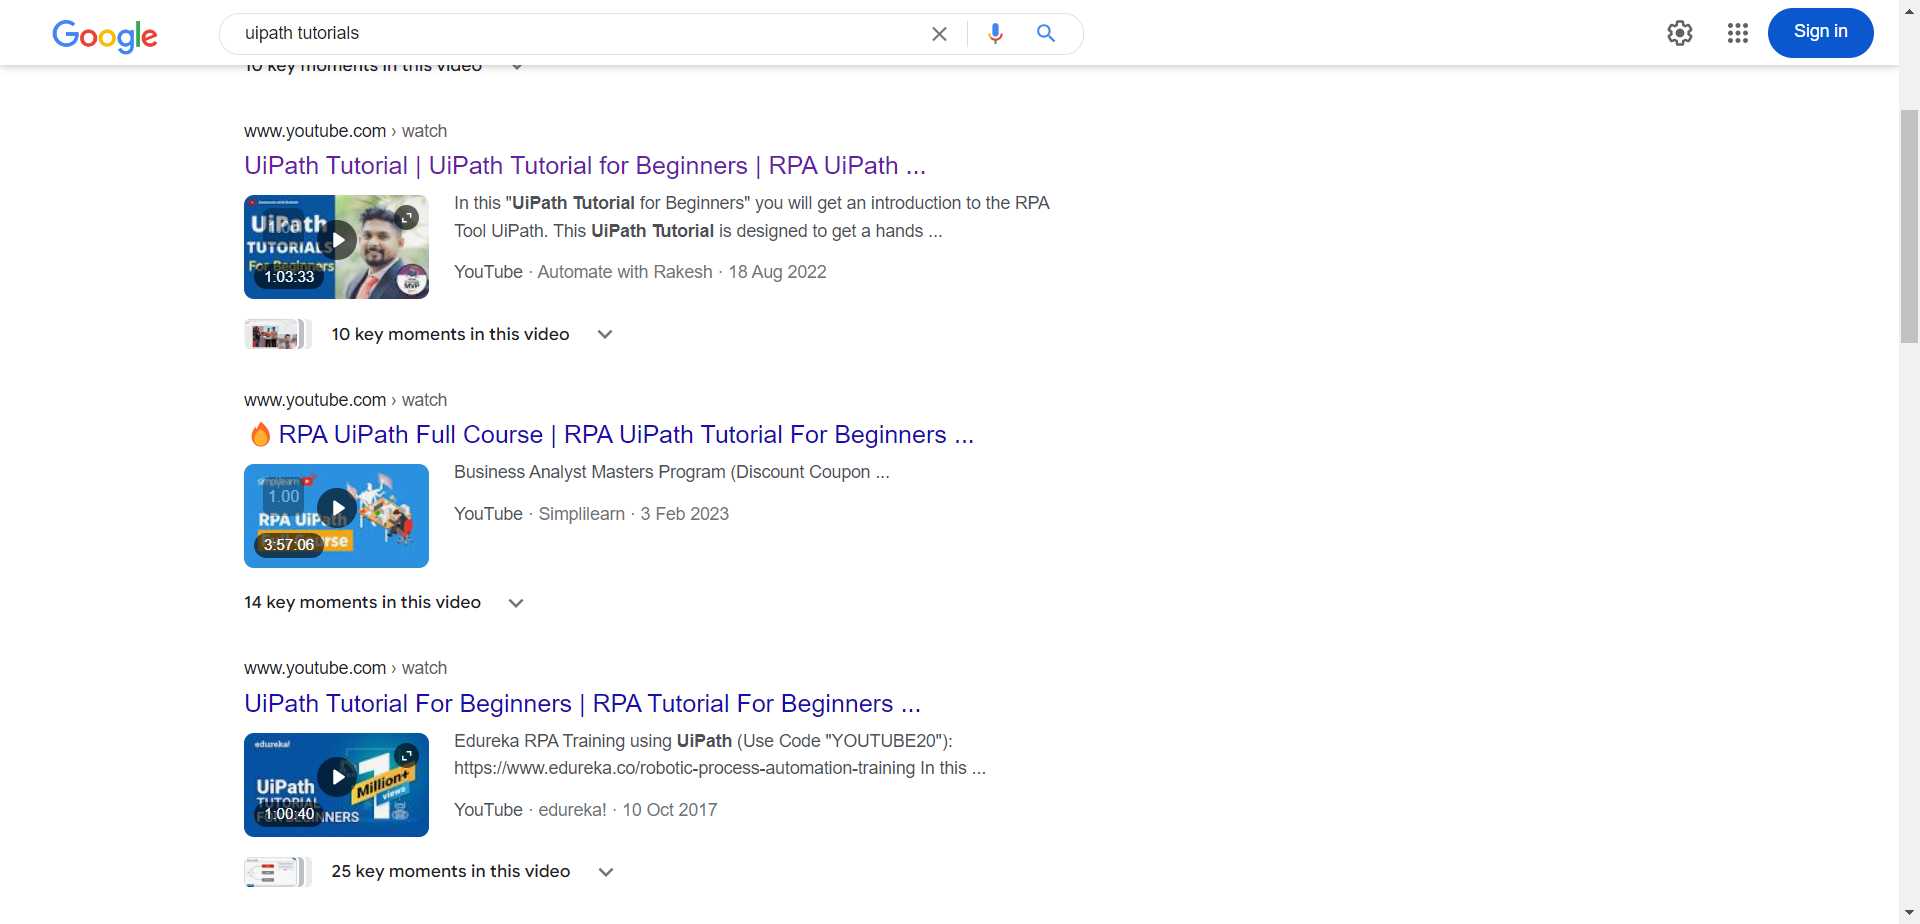 Google
uipath tutorials
Sign in
10 key moments in this video
www.youtube.com › watch
UiPath Tutorial | UiPath Tutorial for Beginners | RPA UiPath ...
UiPath
TUTORIALS
For Beginners
1:03:33
In this "UiPath Tutorial for Beginners" you will get an introduction to the RPA
Tool UiPath. This UiPath Tutorial is designed to get a hands ...
YouTube · Automate with Rakesh · 18 Aug 2022
10 key moments in this video
www.youtube.com › watch
🔥 RPA UiPath Full Course | RPA UiPath Tutorial For Beginners ...
simplilearn
1.00
RPA UiPath
3:57:06
Business Analyst Masters Program (Discount Coupon ...
YouTube · Simplilearn · 3 Feb 2023
14 key moments in this video
www.youtube.com › watch
UiPath Tutorial For Beginners | RPA Tutorial For Beginners ...
edureka!
UiPath
TUTORIAL
FOR BEGINNERS
1 Million+
views
1:00:40
Edureka RPA Training using UiPath (Use Code "YOUTUBE20"):
https://www.edureka.co/robotic-process-automation-training In this ...
YouTube · edureka! · 10 Oct 2017
25 key moments in this video